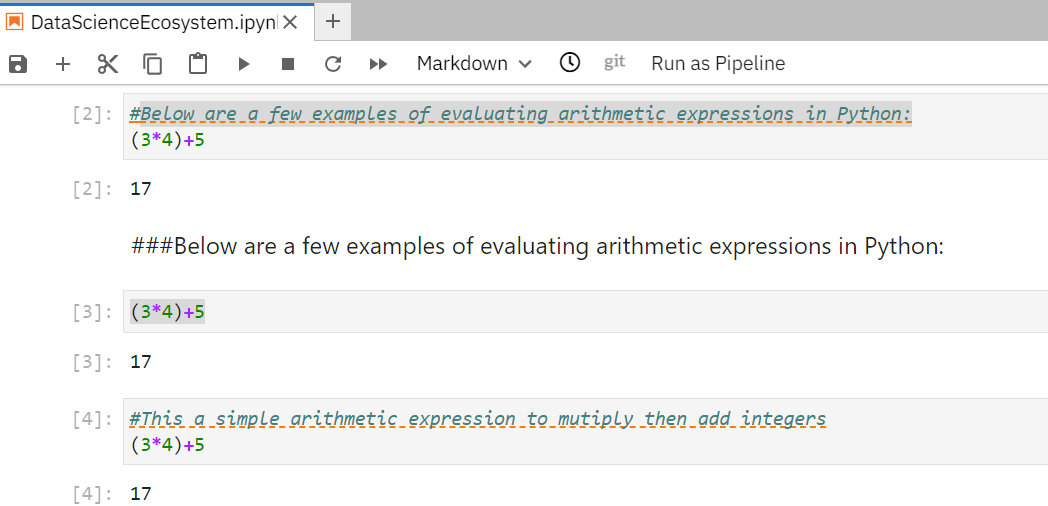 DataScienceEcosystem.ipyn
Markdown git Run as Pipeline
[2]: #Below are a few examples of evaluating arithmetic expressions in Python:
(3*4)+5
[2]: 17
###Below are a few examples of evaluating arithmetic expressions in Python:
[3]: (3*4)+5
[3]: 17
[4]: #This a simple arithmetic expression to mutiply then add integers
(3*4)+5
[4]: 17